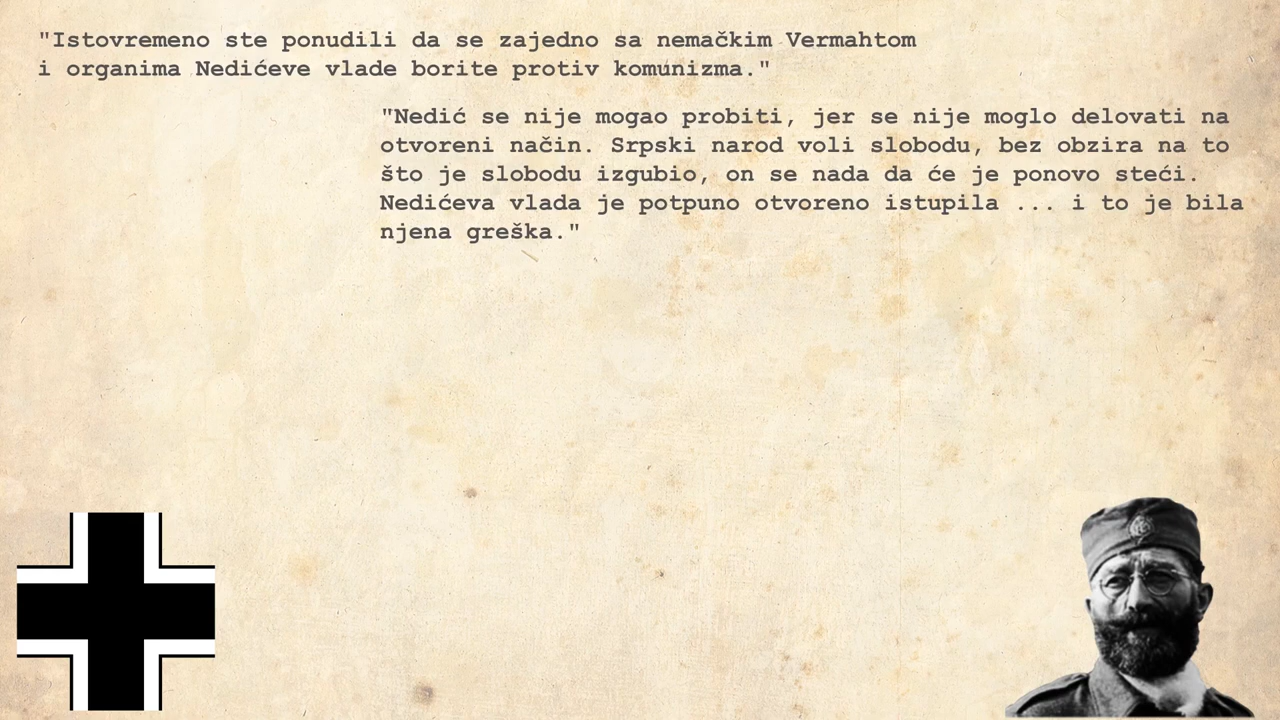 "Istovremeno ste ponudili da se zajedno sa nemačkim Vermahtom
i organima Nedićeve vlade borite protiv komunizma."
"Nedić se nije mogao probiti, jer se nije moglo delovati na
otvoreni način. Srpski narod voli slobodu, bez obzira na to
što je slobodu izgubio, on se nada da će je ponovo steći.
Nedićeva vlada je potpuno otvoreno istupila ... i to je bila
njena greška."